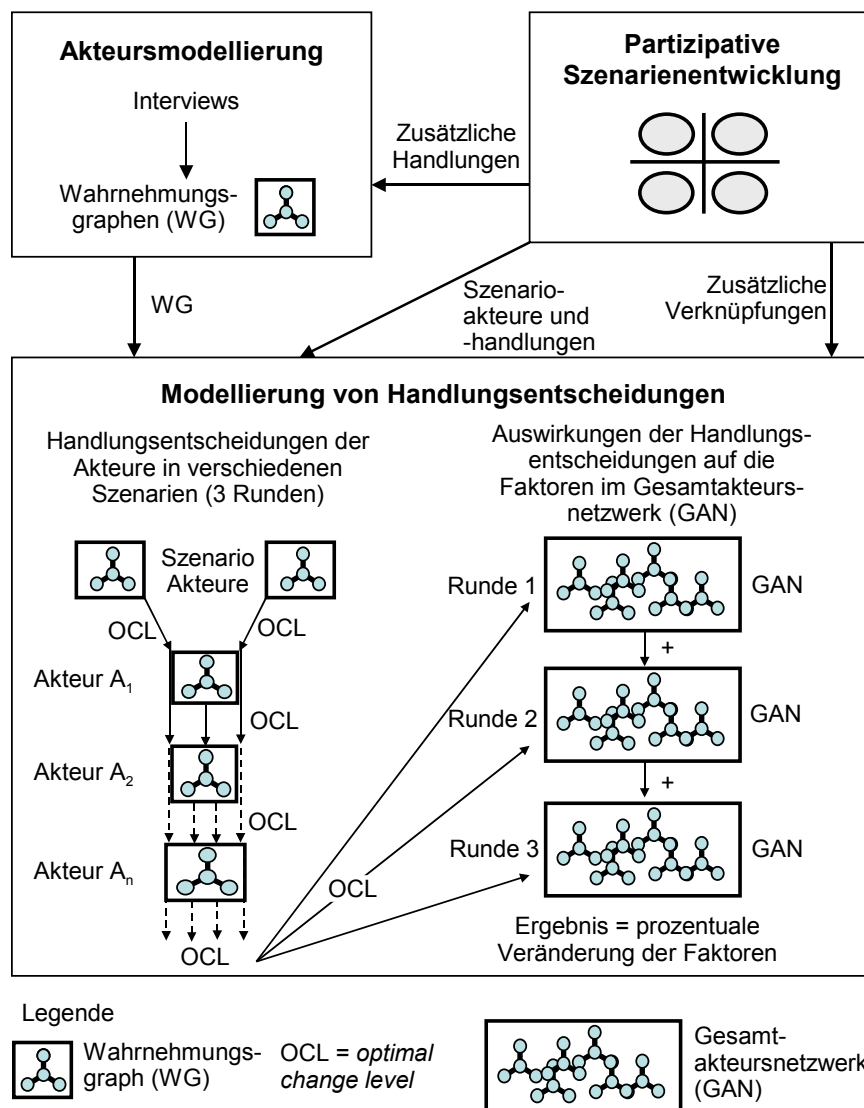 Akteursmodellierung
Interviews
Wahrnehmungs-
graphen (WG)
Partizipative
Szenarienentwicklung
Zusätzliche
Handlungen
WG
Szenario-
akteure und
-handlungen
Zusätzliche
Verknüpfungen
Modellierung von Handlungsentscheidungen
Handlungsentscheidungen der
Akteure in verschiedenen
Szenarien (3 Runden)
Szenario
Akteure
OCL
OCL
Akteur A1
OCL
Akteur A2
OCL
Akteur An
OCL
Auswirkungen der Handlungs-
entscheidungen auf die
Faktoren im Gesamtakteurs-
netzwerk (GAN)
Runde 1
GAN
+
Runde 2
GAN
+
Runde 3
GAN
OCL
Ergebnis = prozentuale
Veränderung der Faktoren
Legende
Wahrnehmungs-
graph (WG)
OCL = optimal
change level
Gesamt-
akteursnetzwerk
(GAN)